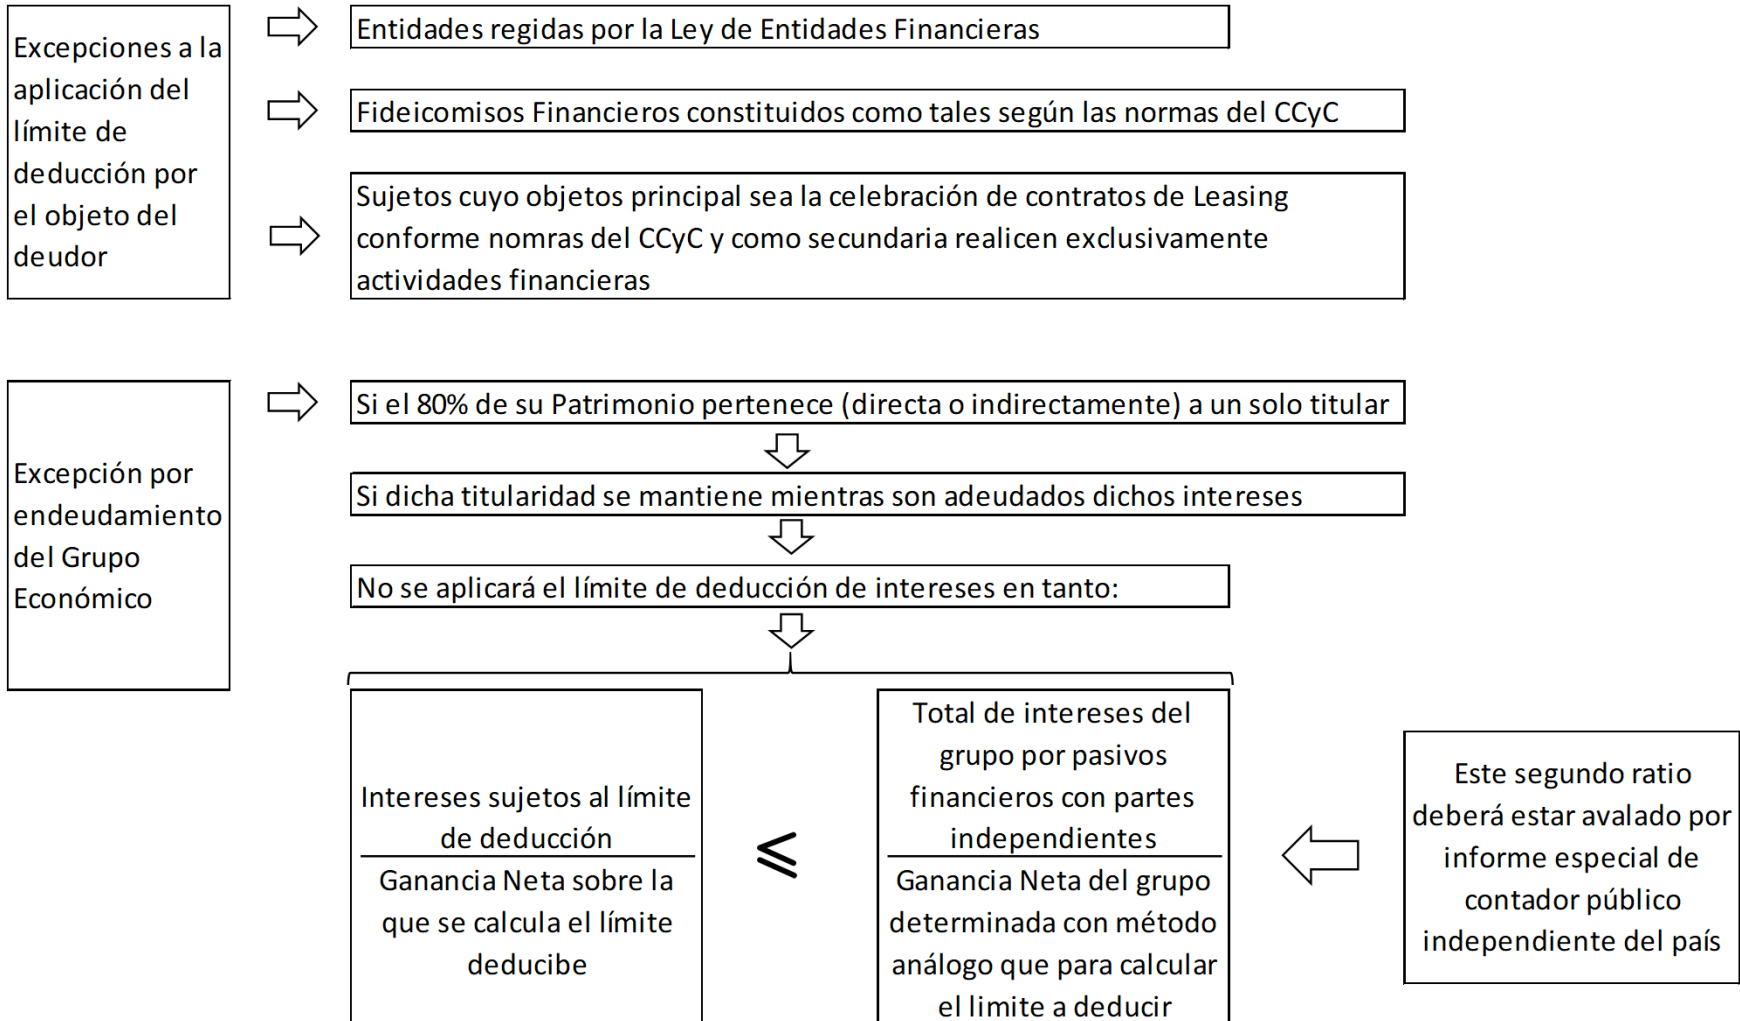 Excepciones a la
aplicación del
límite de
deducción por
el objeto del
deudor
Entidades regidas por la Ley de Entidades Financieras
Fideicomisos Financieros constituidos como tales según las normas del CCyC
Sujetos cuyo objetos principal sea la celebración de contratos de Leasing
conforme nomras del CCyC y como secundaria realicen exclusivamente
actividades financieras
Excepción por
endeudamiento
del Grupo
Económico
Si el 80% de su Patrimonio pertenece (directa o indirectamente) a un solo titular
Si dicha titularidad se mantiene mientras son adeudados dichos intereses
No se aplicará el límite de deducción de intereses en tanto:
Intereses sujetos al límite
de deducción
Ganancia Neta sobre la
que se calcula el límite
deducibe
≤
Total de intereses del
grupo por pasivos
financieros con partes
independientes
Ganancia Neta del grupo
determinada con método
análogo que para calcular
el limite a deducir
Este segundo ratio
deberá estar avalado por
informe especial de
contador público
independiente del país